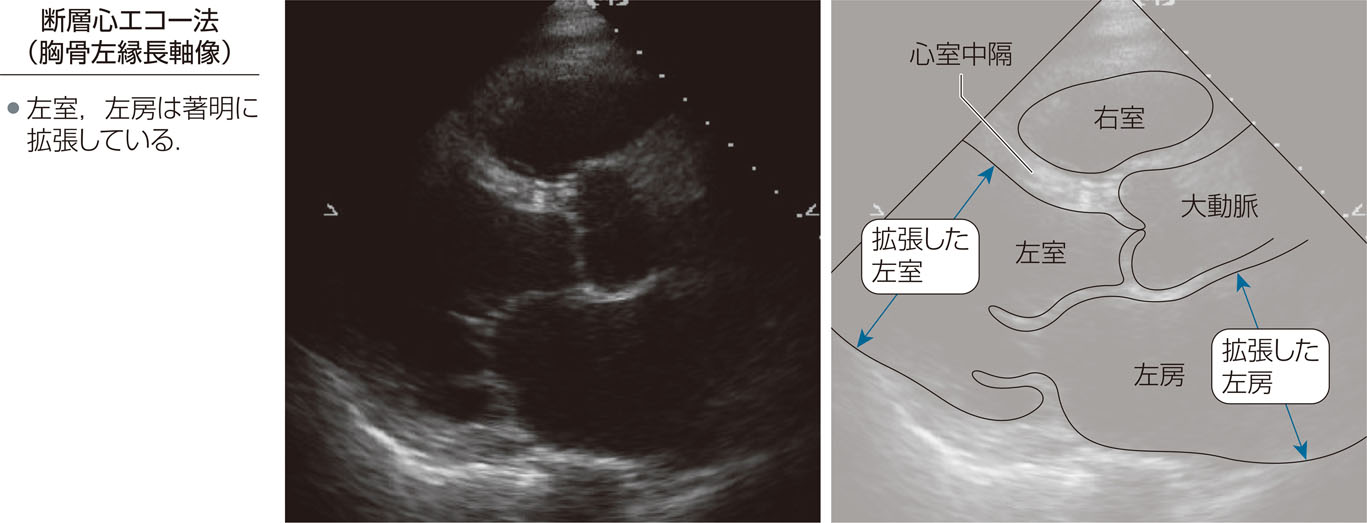 断層心エコー法
（胸骨左縁長軸像）
● 左室，左房は著明に
拡張している．
心室中隔
右室
大動脈
拡張した
左室
左室
拡張した
左房
左房